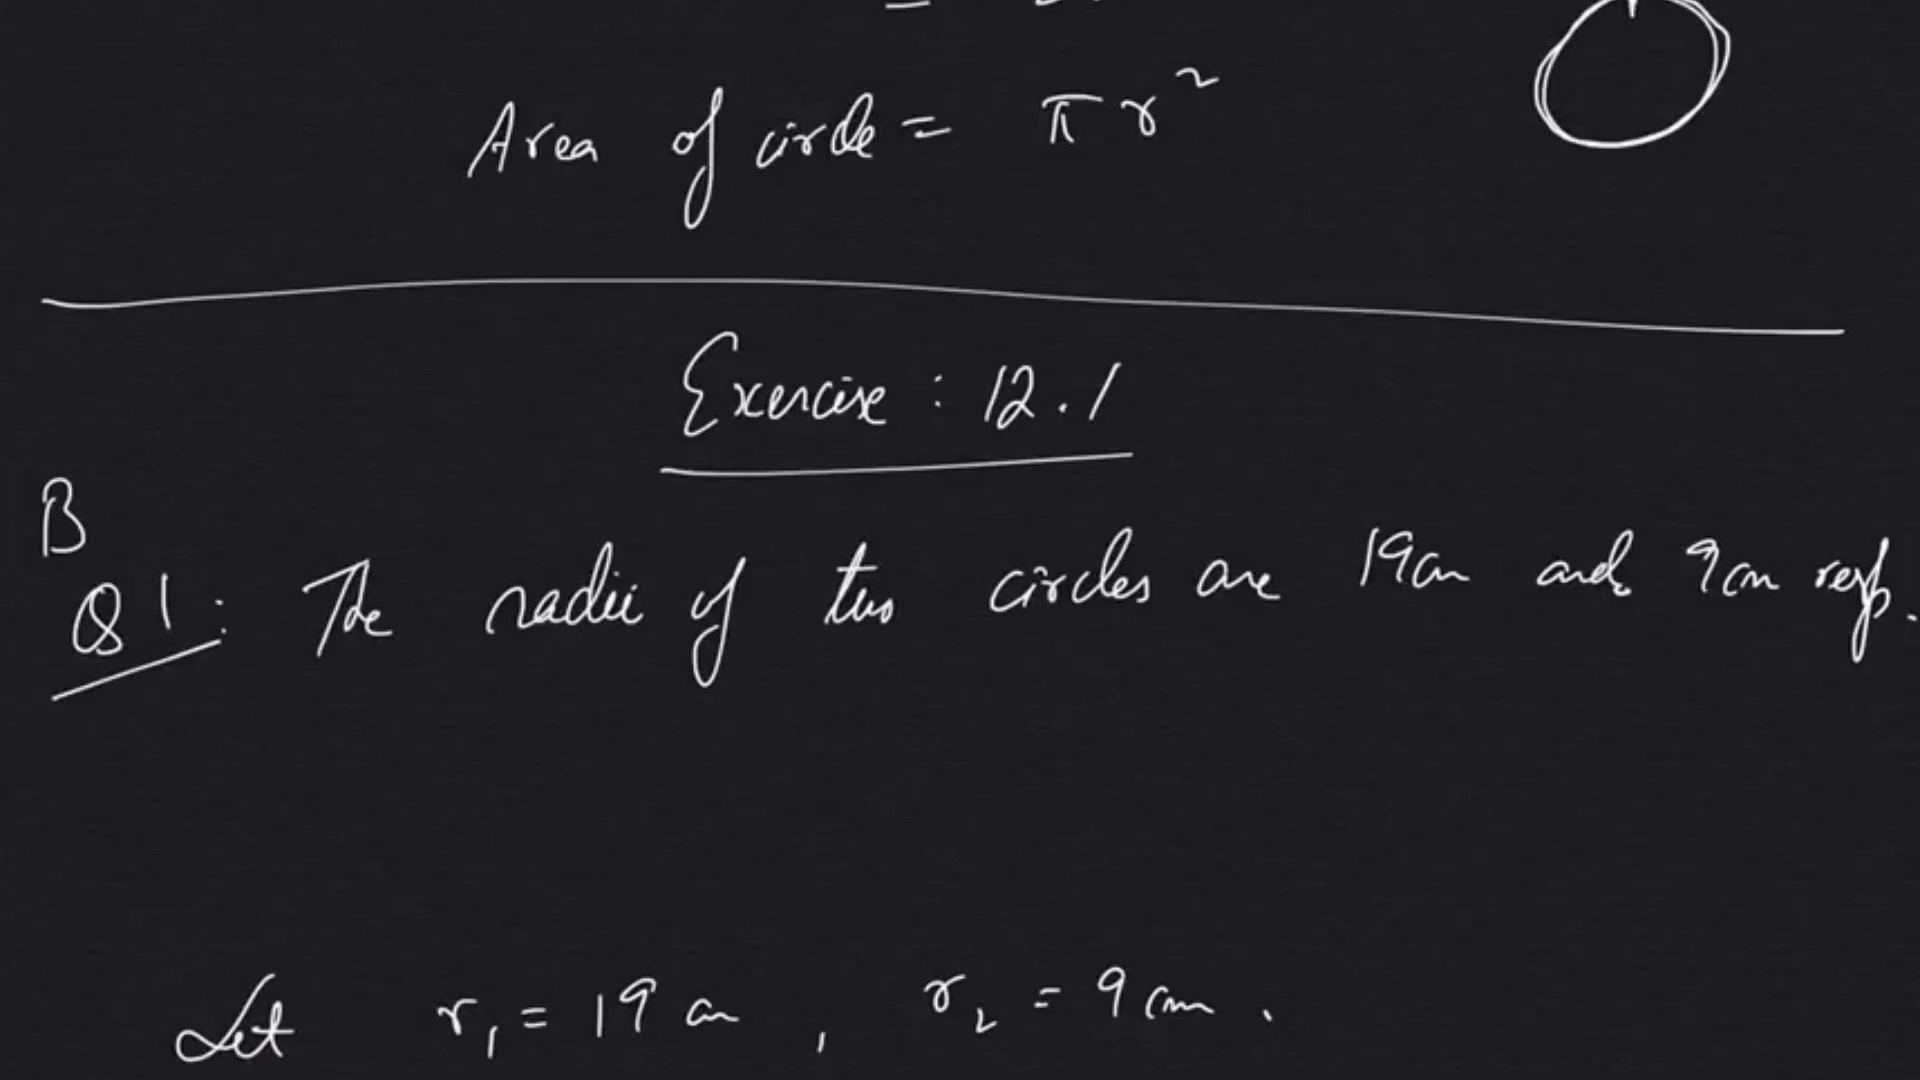 Area of circle = πr²
Exercise : 12.1
B
Q1: The radii of two circles are 19cm and 9cm resp.
Let r₁ = 19 cm , r₂ = 9 cm .